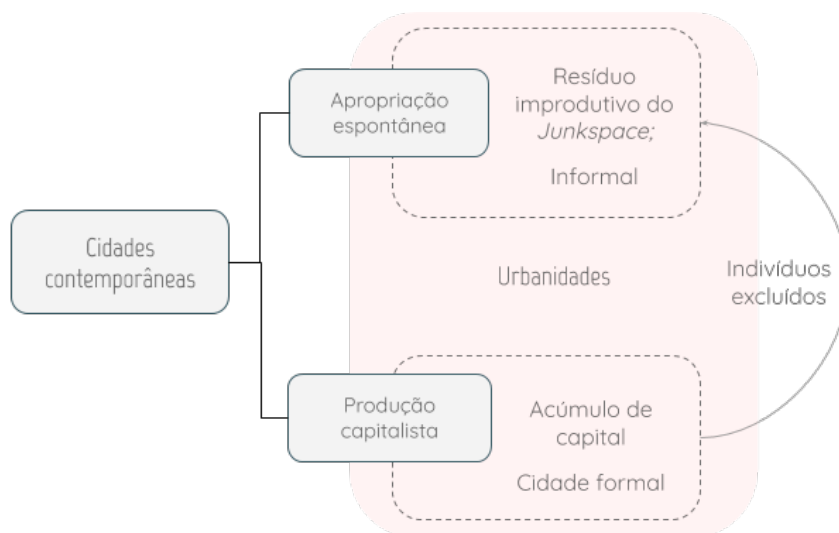 Apropriação
espontânea
Resíduo
improdutivo do
Junkspace;
Informal
Cidades
contemporâneas
Urbanidades
Indivíduos
excluídos
Produção
capitalista
Acúmulo de
capital
Cidade formal